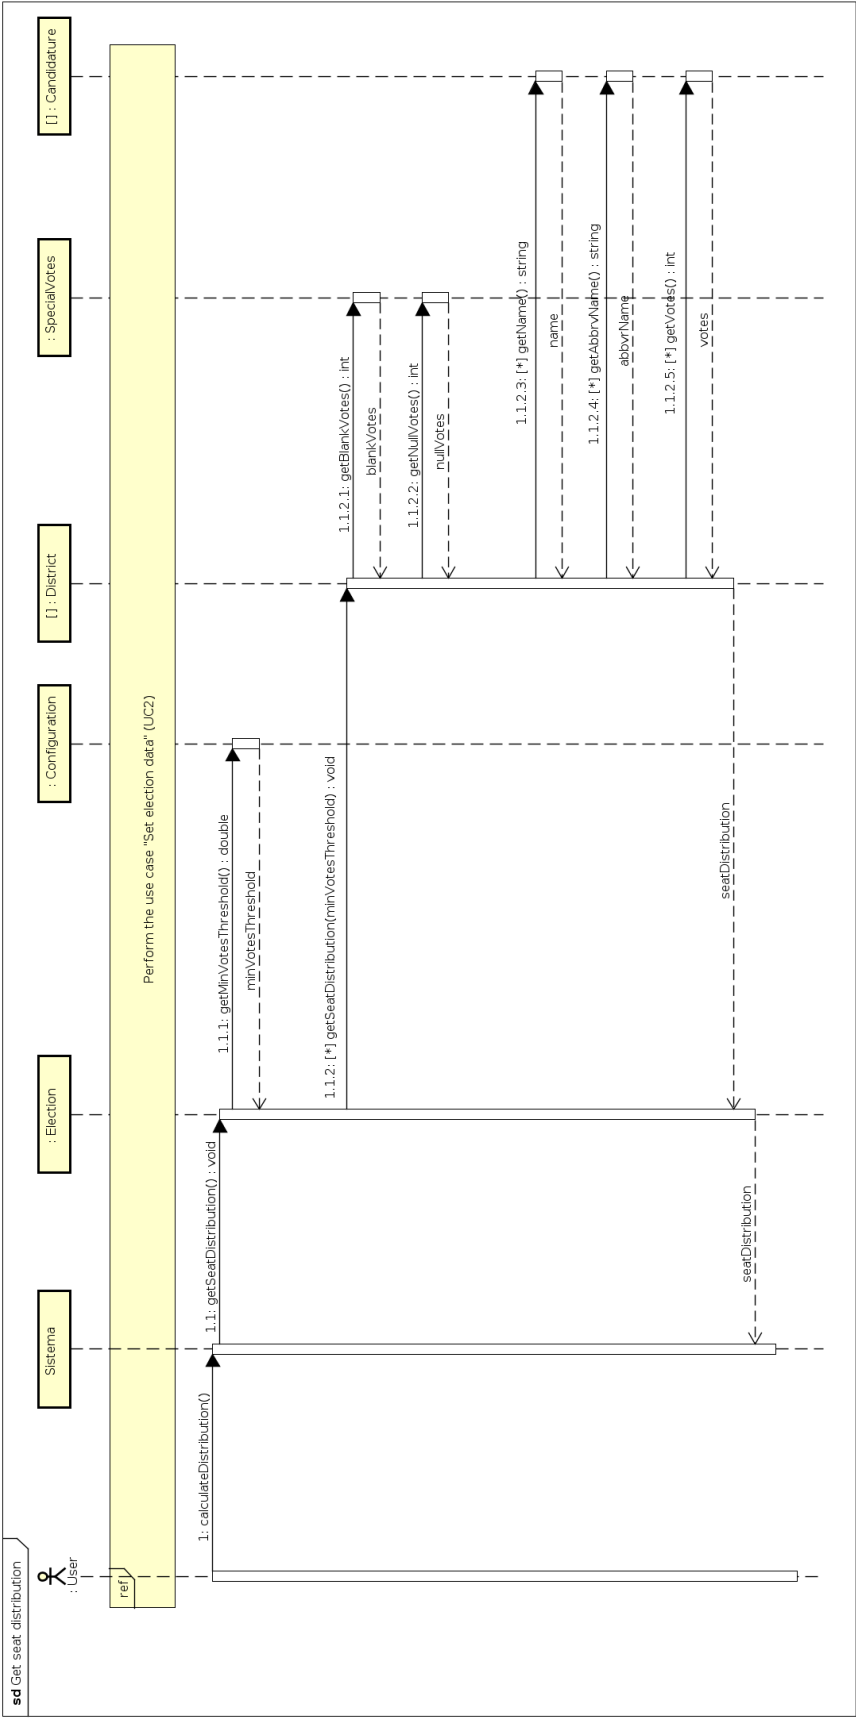 sd Get seat distribution
: User
Sistema
: Election
: Configuration
[ ] : District
: SpecialVotes
[ ] : Candidature
ref
Perform the use case "Set election data" (UC2)
1: calculateDistribution()
1.1: getSeatDistribution() : void
1.1.1: getMinVotesThreshold() : double
minVotesThreshold
1.1.2: [*] getSeatDistribution(minVotesThreshold) : void
1.1.2.1: getBlankVotes() : int
blankVotes
1.1.2.2: getNullVotes() : int
nullVotes
1.1.2.3: [*] getName() : string
name
1.1.2.4: [*] getAbbrvName() : string
abbvrName
1.1.2.5: [*] getVotes() : int
votes
seatDistribution
seatDistribution